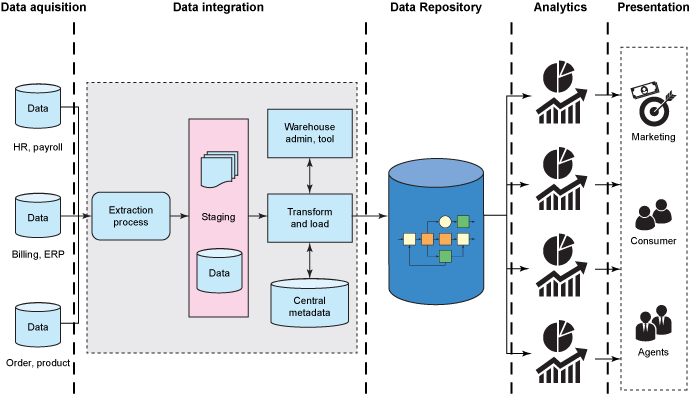 Data aquisition
Data integration
Data Repository
Analytics
Presentation
Data
HR, payroll
Data
Billing, ERP
Data
Order, product
Extraction
process
Staging
Data
Warehouse
admin, tool
Transform
and load
Central
metadata
Marketing
Consumer
Agents